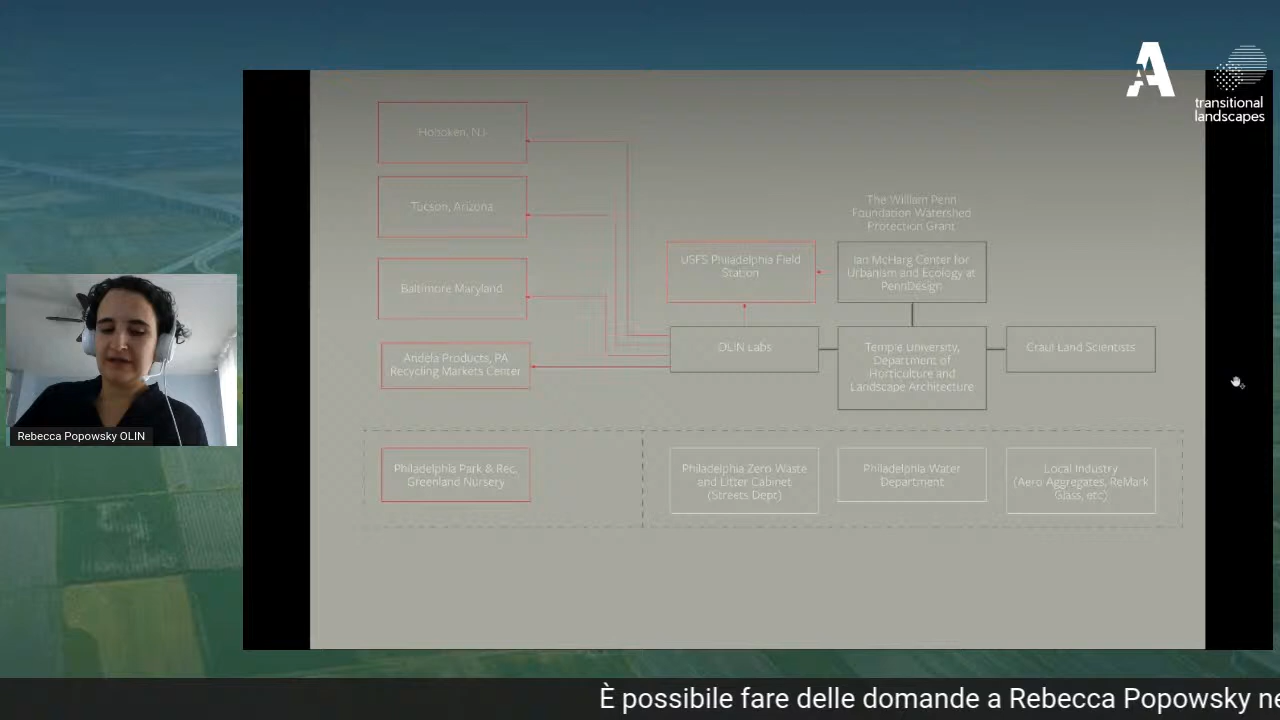 A
A
transitional
landscapes
Hoboken, NJ
Tucson, Arizona
The William Penn
Foundation Watershed
Protection Grant
USFS Philadelphia Field
Station
Ian McHarg Center for
Urbanism and Ecology at
PennDesign
Baltimore Maryland
OLIN Labs
Temple University,
Department of
Horticulture and
Landscape Architecture
Craul Land Scientists
Andela Products, PA
Recycling Markets Center
Rebecca Popowsky OLIN
Philadelphia Park & Rec,
Greenland Nursery
Philadelphia Zero Waste
and Litter Cabinet
(Streets Dept)
Philadelphia Water
Department
Local Industry
(Aero Aggregates, ReMark
Glass, etc)
È possibile fare delle domande a Rebecca Popowsky ne